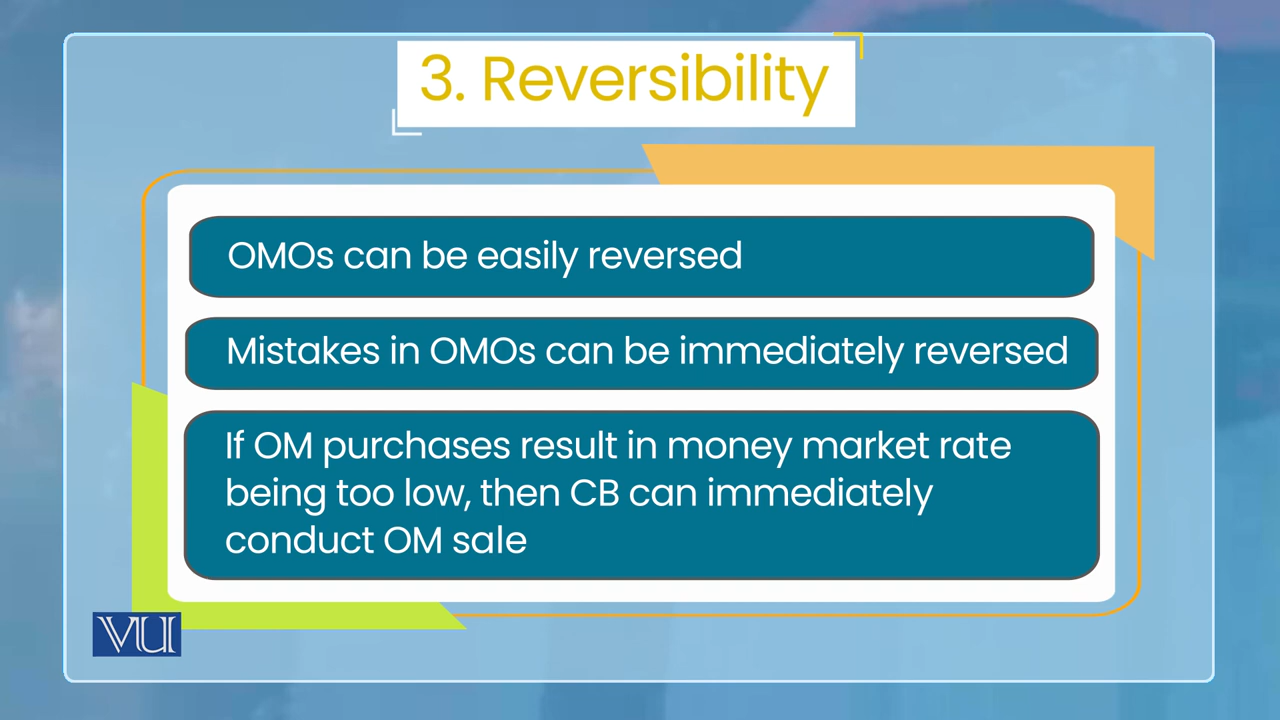 3. Reversibility
OMOs can be easily reversed
Mistakes in OMOs can be immediately reversed
If OM purchases result in money market rate
being too low, then CB can immediately
conduct OM sale
VU